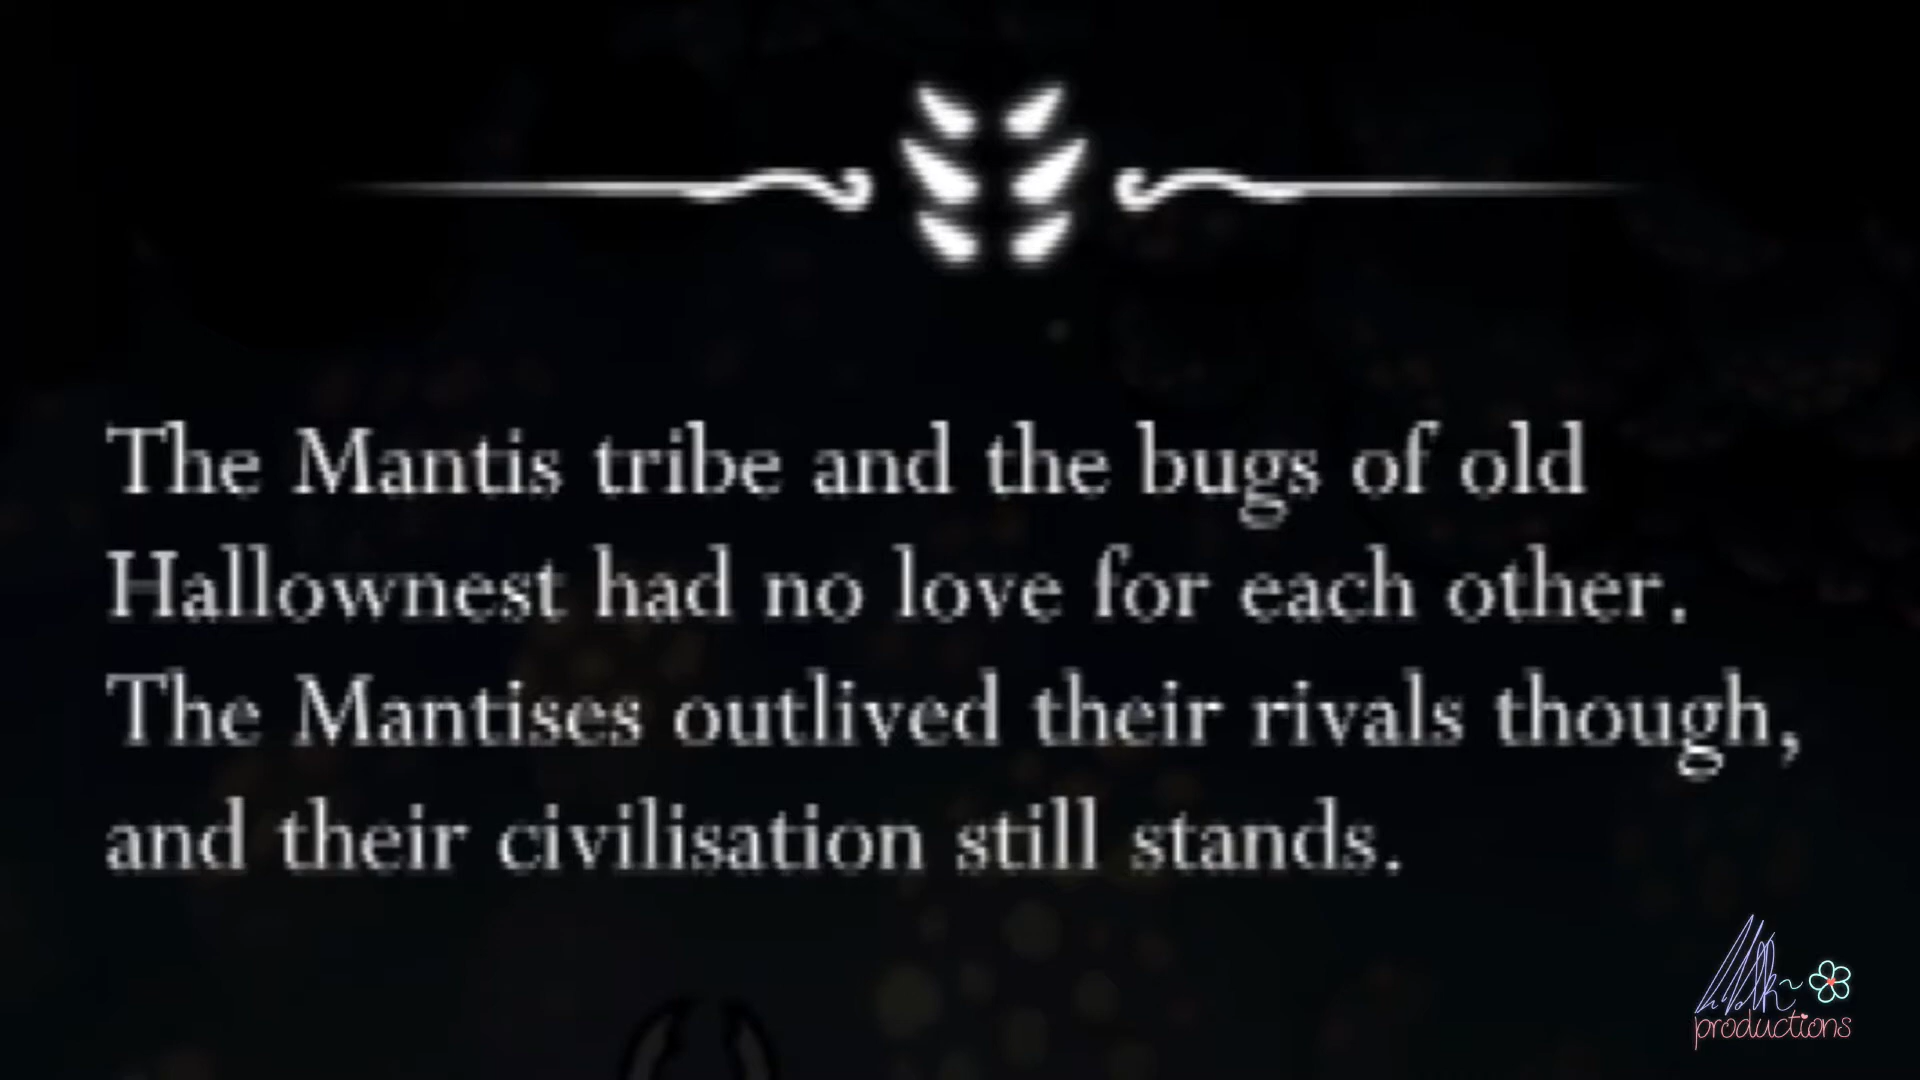 The Mantis tribe and the bugs of old
Hallownest had no love for each other.
The Mantises outlived their rivals though,
and their civilisation still stands.
productions